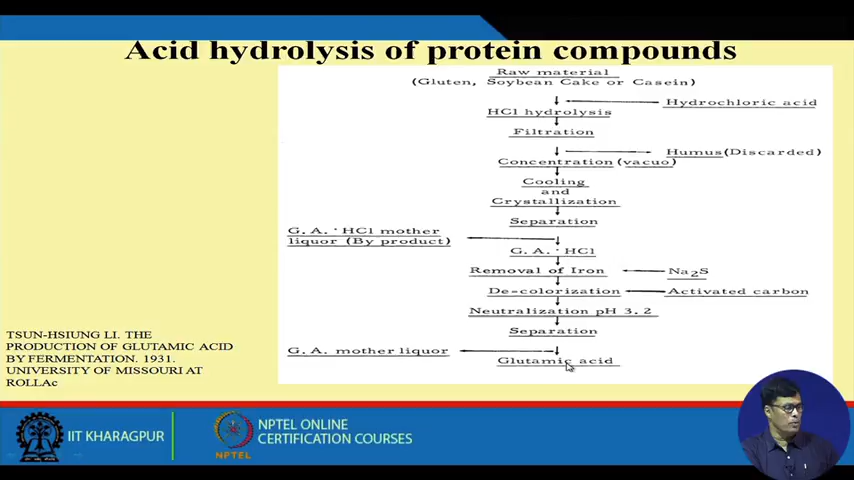 Acid hydrolysis of protein compounds
Raw material
(Gluten, Soybean Cake or Casein)
Hydrochloric acid
HCl hydrolysis
Filtration
Humus (Discarded)
Concentration (vacuo)
Cooling
and
Crystallization
Separation
G. A. · HCl mother
liquor (By product)
G. A. · HCl
Removal of Iron
Na2S
De-colorization
Activated carbon
Neutralization pH 3.2
Separation
G. A. mother liquor
Glutamic acid
TSUN-HSIUNG LI. THE
PRODUCTION OF GLUTAMIC ACID
BY FERMENTATION. 1931.
UNIVERSITY OF MISSOURI AT
ROLLAc
IIT KHARAGPUR
NPTEL
NPTEL ONLINE
CERTIFICATION COURSES